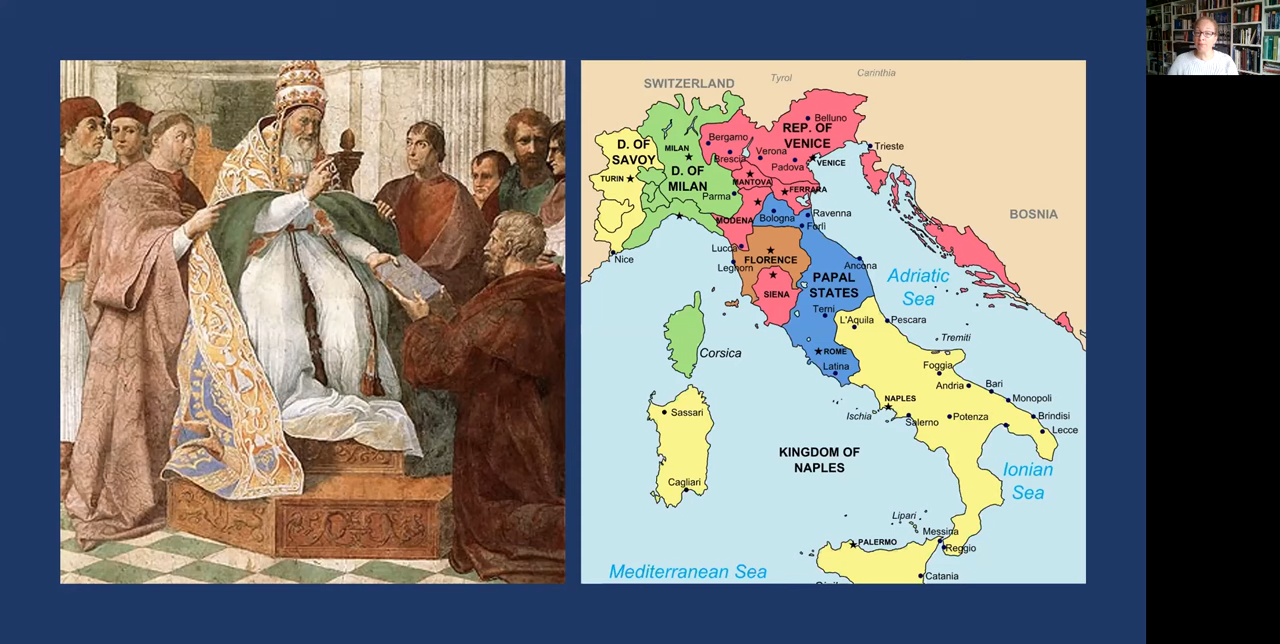 SWITZERLAND
Tyrol
Carinthia
Belluno
REP. OF
VENICE
Bergamo
Trieste
D. OF
SAVOY
MILAN
Brescia
Verona
Padova
VENICE
TURIN
D. OF
MILAN
MANTOVA
FERRARA
Parma
BOSNIA
MODENA
Bologna
Ravenna
Forlì
Lucca
Nice
FLORENCE
Leghorn
Ancona
PAPAL
STATES
Adriatic
Sea
SIENA
Terni
L'Aquila
Pescara
Tremiti
Corsica
ROME
Latina
Foggia
Andria
Bari
Monopoli
NAPLES
Ischia
Salerno
Potenza
Brindisi
Lecce
Sassari
KINGDOM OF
NAPLES
Ionian
Sea
Cagliari
Lipari
Messina
PALERMO
Reggio
Mediterranean Sea
Catania